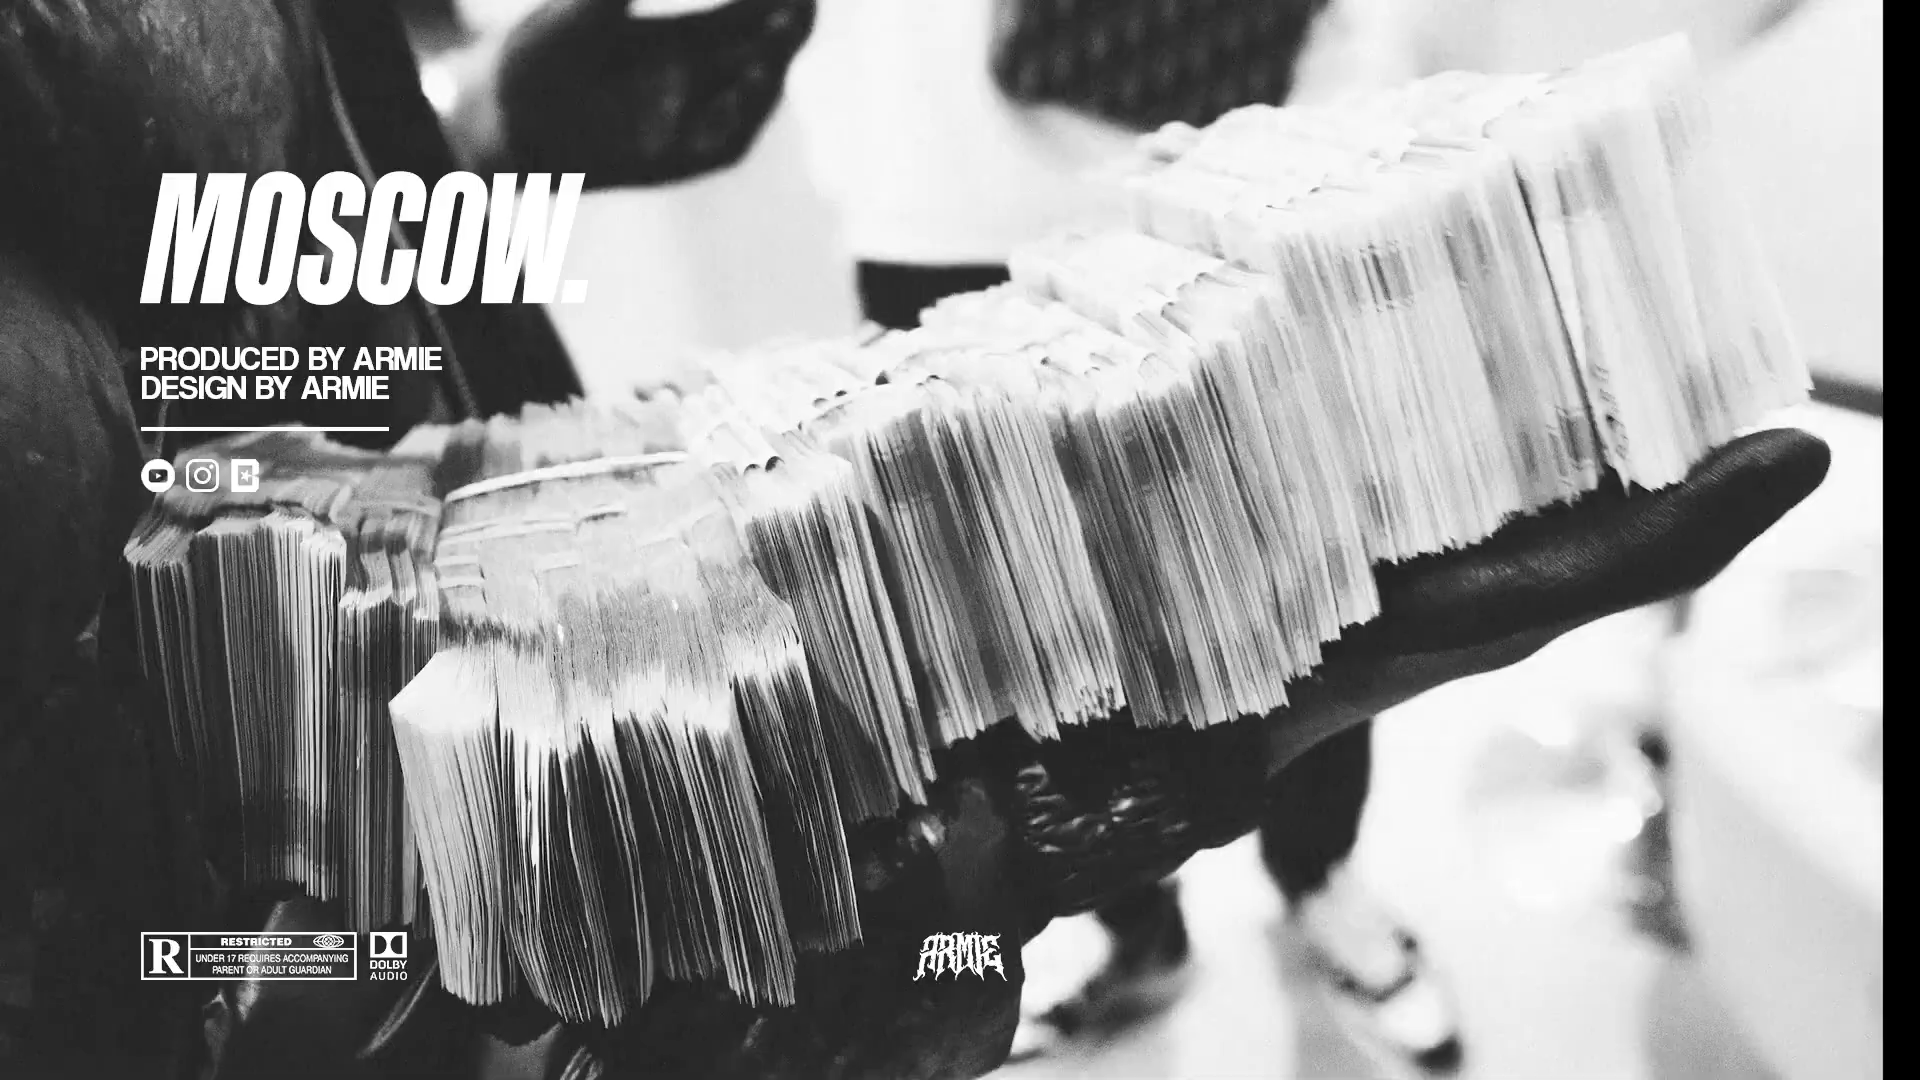 MOSCOW.
PRODUCED BY ARMIE
DESIGN BY ARMIE
R
RESTRICTED
UNDER 17 REQUIRES ACCOMPANYING
PARENT OR ADULT GUARDIAN
DOLBY
AUDIO
ARMIE